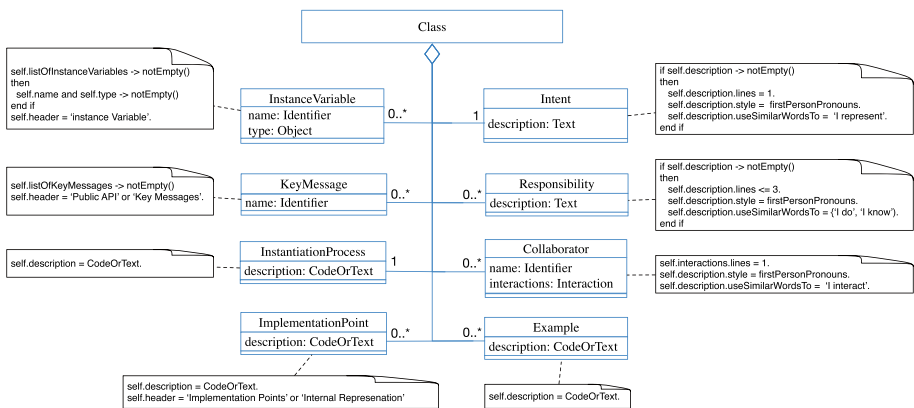 Class
self.listOfInstanceVariables -> notEmpty()
then
self.name and self.type -> notEmpty()
end if
self.header = ‘instance Variable’.
InstanceVariable
name: Identifier
type: Object
0..*
1
Intent
description: Text
if self.description -> notEmpty()
then
self.description.lines = 1.
self.description.style = firstPersonPronouns.
self.description.useSimilarWordsTo = ‘I represent’.
end if
self.listOfKeyMessages -> notEmpty()
self.header = ‘Public API’ or ‘Key Messages’.
KeyMessage
name: Identifier
0..*
0..*
Responsibility
description: Text
if self.description -> notEmpty()
then
self.description.lines <= 3.
self.description.style = firstPersonPronouns.
self.description.useSimilarWordsTo = {‘I do’, ‘I know’).
end if
self.description = CodeOrText.
InstantiationProcess
description: CodeOrText
1
0..*
Collaborator
name: Identifier
interactions: Interaction
self.interactions.lines = 1.
self.description.style = firstPersonPronouns.
self.description.useSimilarWordsTo = ‘I interact’.
ImplementationPoint
description: CodeOrText
0..*
0..*
Example
description: CodeOrText
self.description = CodeOrText.
self.header = ‘Implementation Points’ or ‘Internal Represenation’
self.description = CodeOrText.